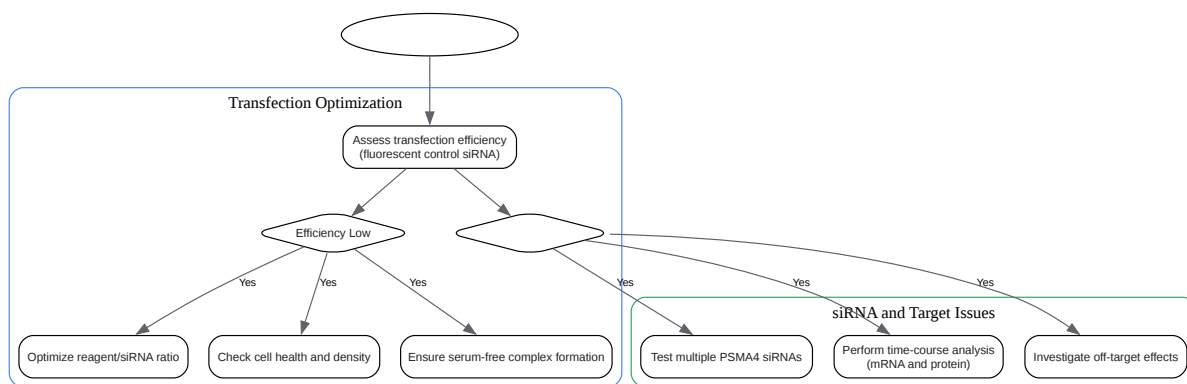 Transfection Optimization
Assess transfection efficiency
(fluorescent control siRNA)
Efficiency Low
Yes
Yes
Yes
Yes
Yes
Yes
siRNA and Target Issues
Optimize reagent/siRNA ratio
Check cell health and density
Ensure serum-free complex formation
Test multiple PSMA4 siRNAs
Perform time-course analysis
(mRNA and protein)
Investigate off-target effects